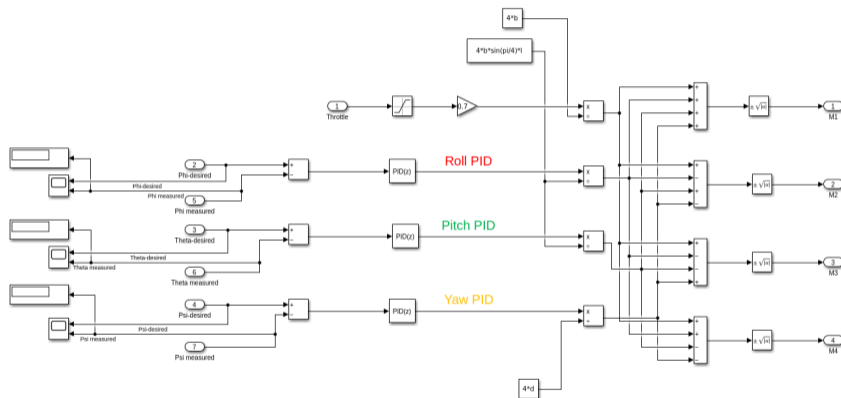 4*b
4*b*sin(pi/4)*l
1
Throttle
0.7
x
÷
+
+
+
+
±√|u|
1
M1
2
Phi-desired
Phi-desired
Phi measured
5
Phi measured
+
−
PID(z)
Roll PID
x
÷
+
−
+
−
±√|u|
2
M2
3
Theta-desired
Theta-desired
Theta measured
6
Theta measured
+
−
PID(z)
Pitch PID
x
÷
+
−
−
+
±√|u|
3
M3
4
Psi-desired
Psi-desired
Psi measured
7
Psi measured
+
−
PID(z)
Yaw PID
x
÷
+
+
−
−
±√|u|
4
M4
4*d